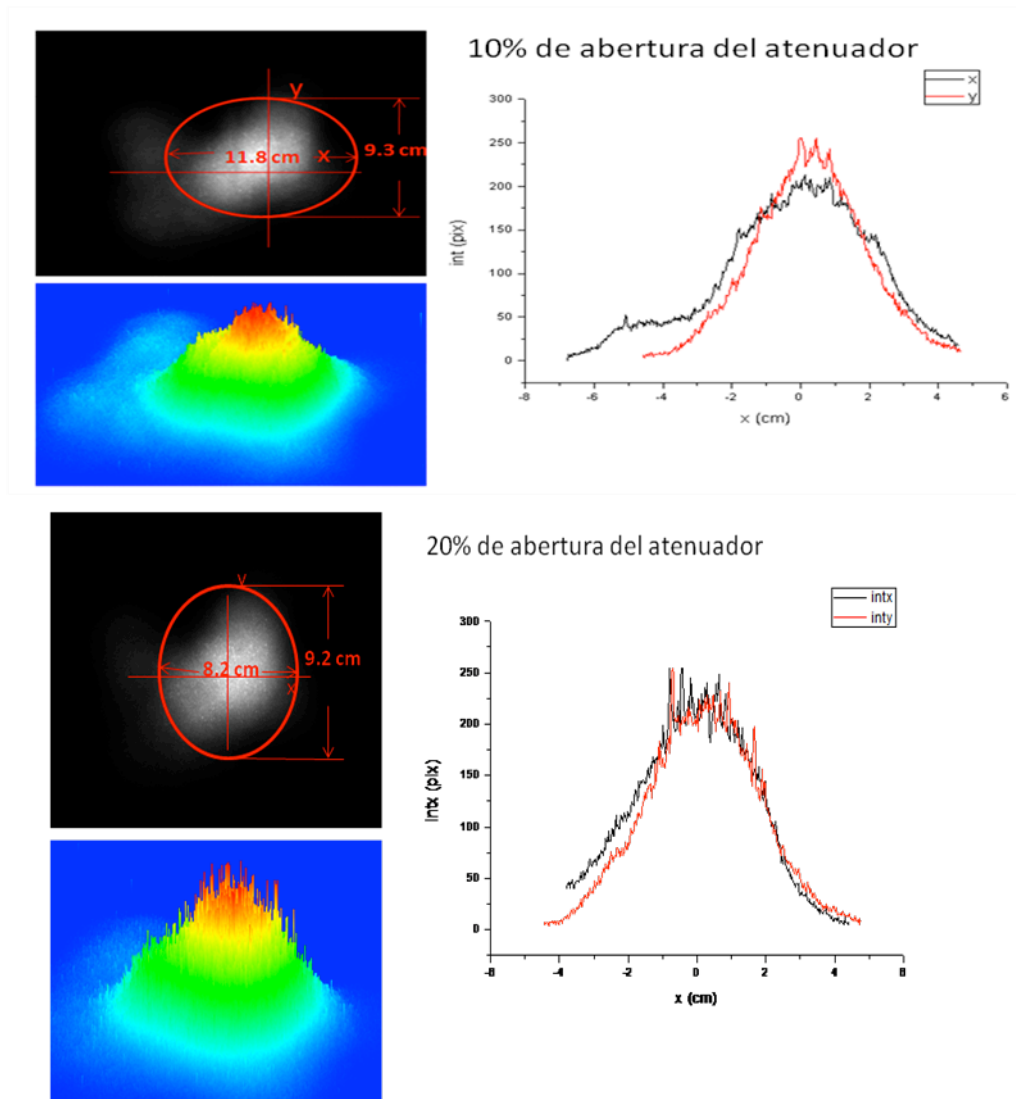 10% de abertura del atenuador
y
11.8 cm
x
9.3 cm
x
y
300
250
200
150
100
50
0
int (pix)
-8
-6
-4
-2
0
2
4
6
x (cm)
20% de abertura del atenuador
y
8.2 cm
x
9.2 cm
intx
inty
300
250
200
150
100
50
0
Intx (pix)
-6
-4
-2
0
2
4
6
x (cm)